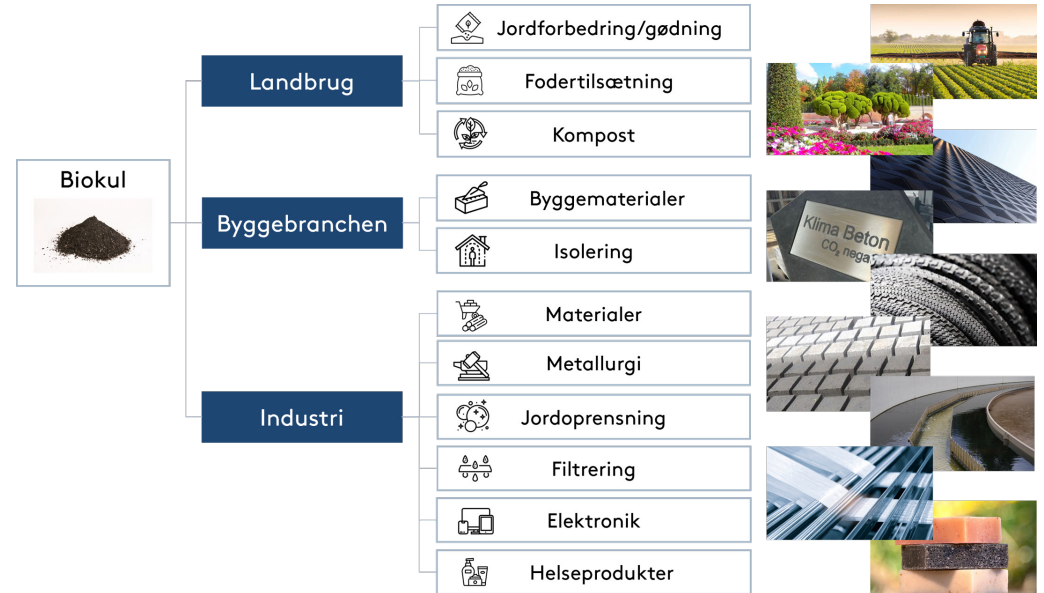 Biokul
Landbrug
Jordforbedring/gødning
Fodertilsætning
Kompost
Byggebranchen
Byggematerialer
Isolering
Industri
Materialer
Metallurgi
Jordoprensning
Filtrering
Elektronik
Helseprodukter
Klima Beton
CO₂ nega